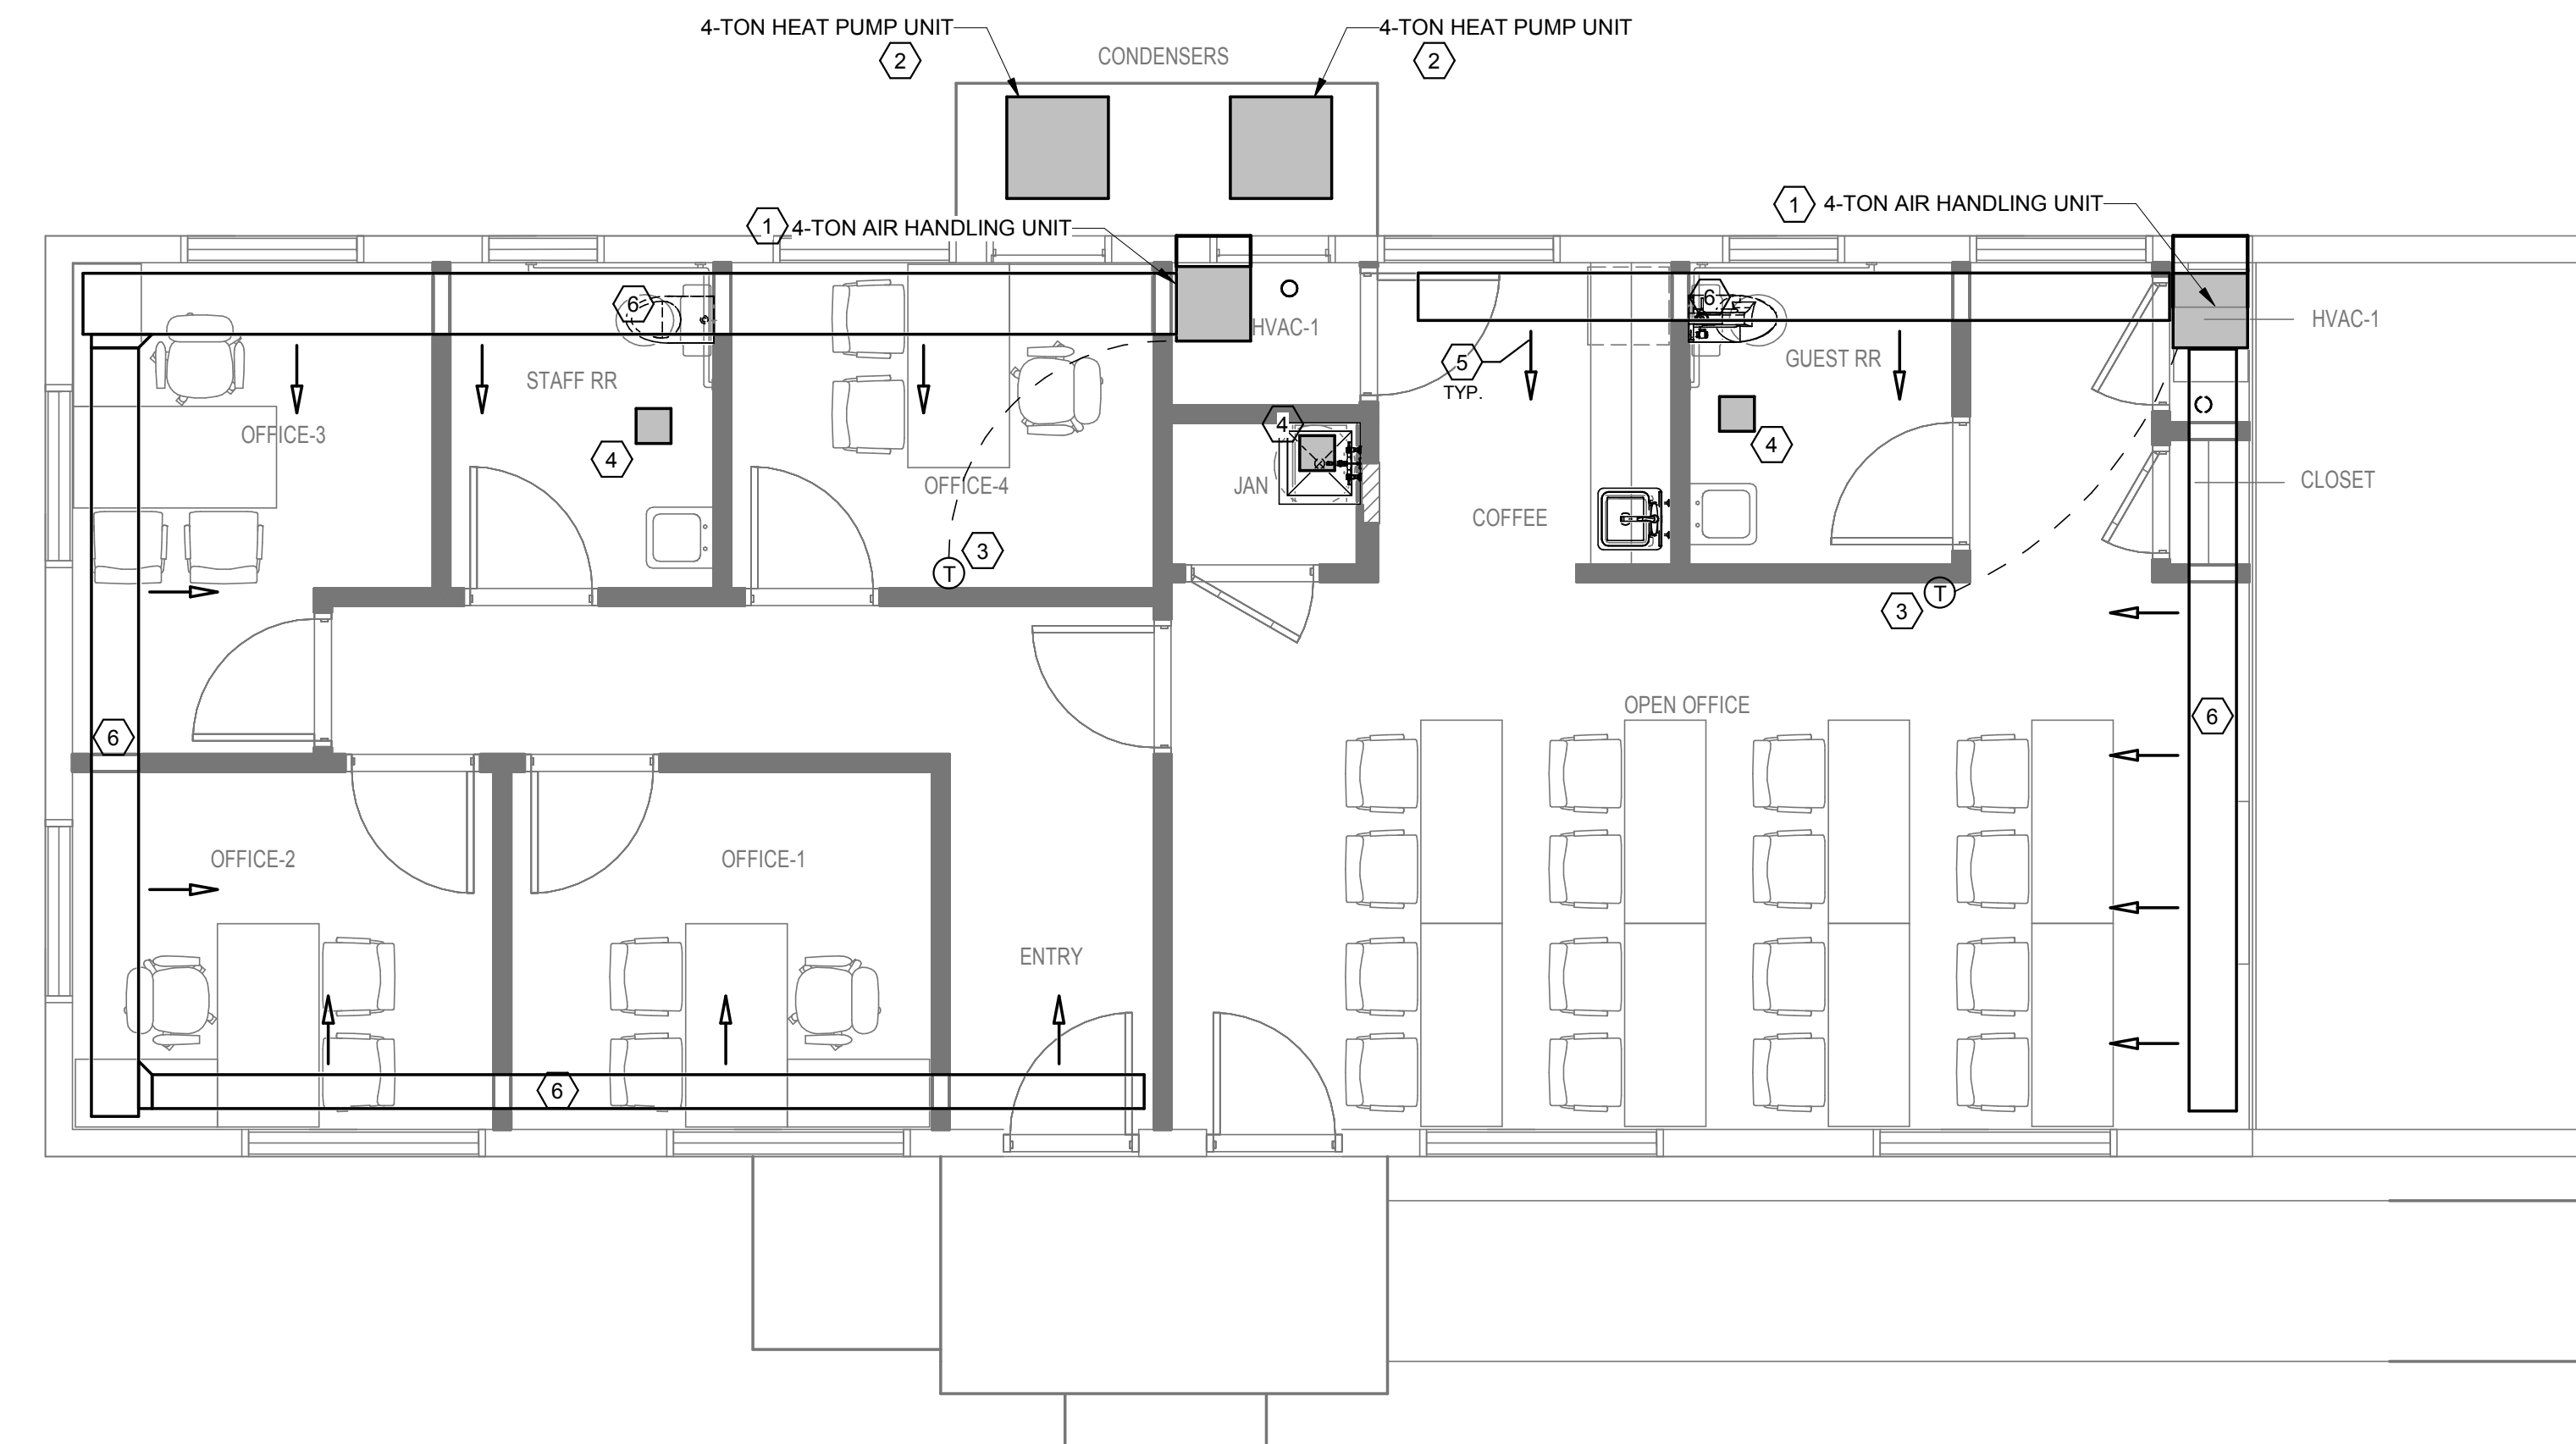 4-TON HEAT PUMP UNIT
2
CONDENSERS
4-TON HEAT PUMP UNIT
2
1
4-TON AIR HANDLING UNIT
1
4-TON AIR HANDLING UNIT
6
6
HVAC-1
HVAC-1
STAFF RR
5
TYP.
GUEST RR
OFFICE-3
4
4
4
OFFICE-4
JAN
COFFEE
CLOSET
3
T
3
T
OPEN OFFICE
6
6
OFFICE-2
OFFICE-1
ENTRY
6